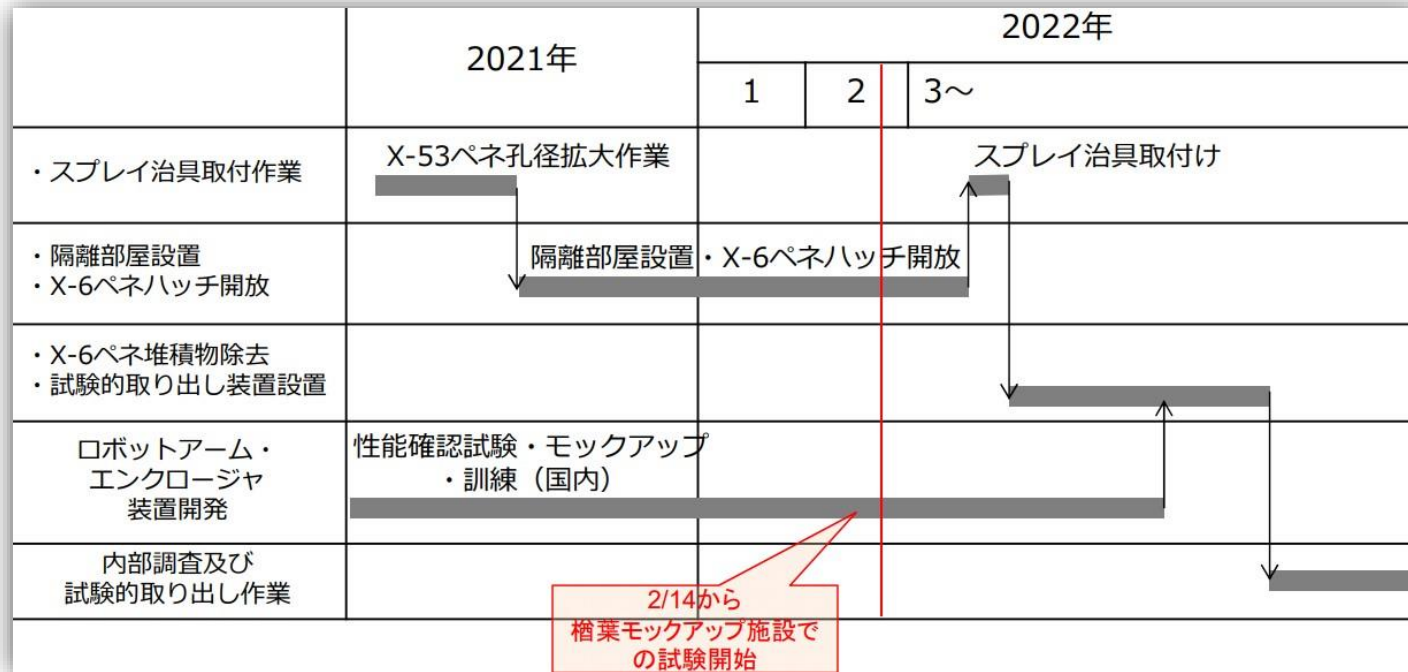 2021年
2022年
1
2
3～
・スプレイ治具取付作業
X-53ペネ孔径拡大作業
スプレイ治具取付け
・隔離部屋設置
・X-6ペネハッチ開放
隔離部屋設置・X-6ペネハッチ開放
・X-6ペネ堆積物除去
・試験的取り出し装置設置
ロボットアーム・
エンクロージャ
装置開発
性能確認試験・モックアップ
・訓練（国内）
内部調査及び
試験的取り出し作業
2/14から
楢葉モックアップ施設で
の試験開始